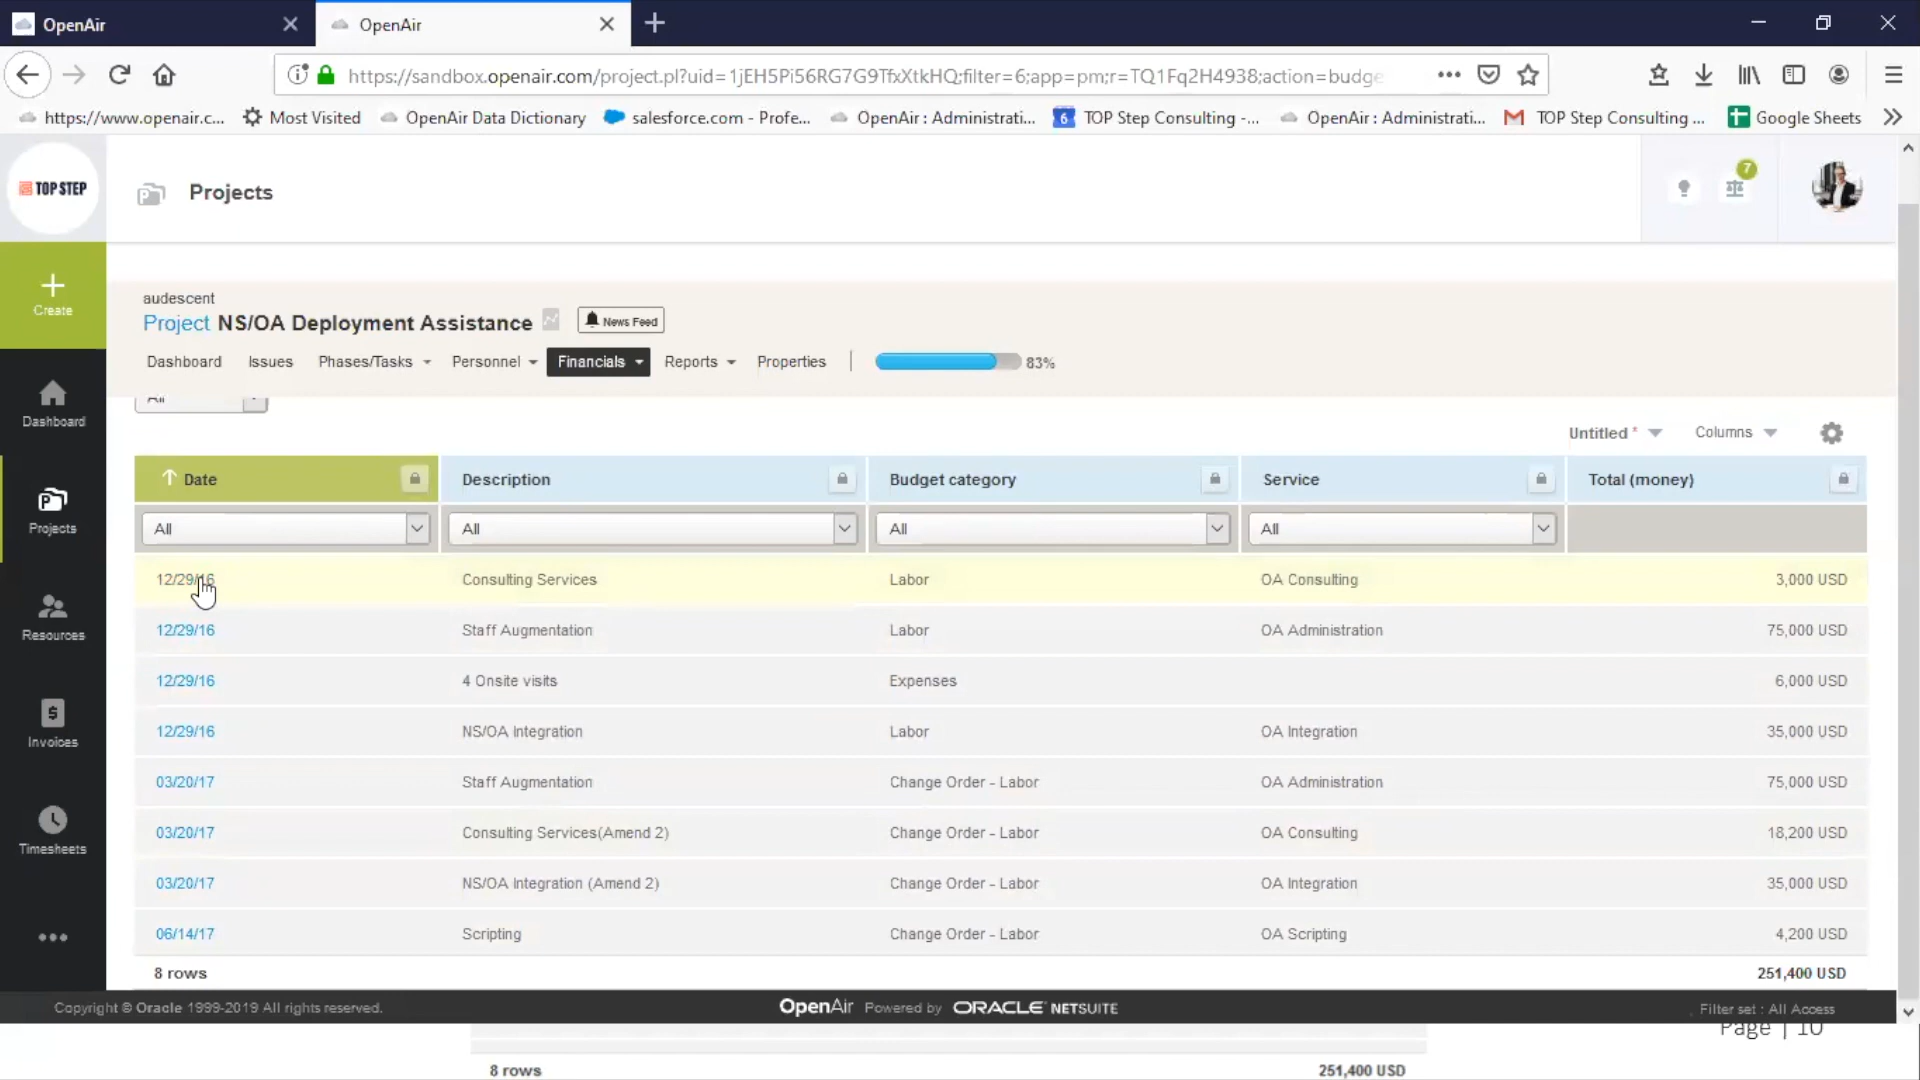 OpenAir
OpenAir
https://sandbox.openair.com/project.pl?uid=1jEH5Pi56RG7G9TfxXtkHQ;filter=6;app=pm;r=TQ1Fq2H4938;action=budge
https://www.openair.c...
Most Visited
OpenAir Data Dictionary
salesforce.com - Profe...
OpenAir : Administrati...
6 TOP Step Consulting -...
OpenAir : Administrati...
TOP Step Consulting ...
Google Sheets
TOP STEP
Projects
7
Create
audescent
Project NS/OA Deployment Assistance
News Feed
Dashboard Issues Phases/Tasks Personnel Financials Reports Properties 83%
Dashboard
All
Untitled * Columns
Date Description Budget category Service Total (money)
All All All All
Projects
12/29/16 Consulting Services Labor OA Consulting 3,000 USD
12/29/16 Staff Augmentation Labor OA Administration 75,000 USD
Resources
12/29/16 4 Onsite visits Expenses 6,000 USD
12/29/16 NS/OA Integration Labor OA Integration 35,000 USD
Invoices
03/20/17 Staff Augmentation Change Order - Labor OA Administration 75,000 USD
03/20/17 Consulting Services(Amend 2) Change Order - Labor OA Consulting 18,200 USD
Timesheets
03/20/17 NS/OA Integration (Amend 2) Change Order - Labor OA Integration 35,000 USD
06/14/17 Scripting Change Order - Labor OA Scripting 4,200 USD
8 rows 251,400 USD
Copyright © Oracle 1999-2019 All rights reserved.
OpenAir Powered by ORACLE NETSUITE
Filter set : All Access
Page | 10
8 rows 251,400 USD